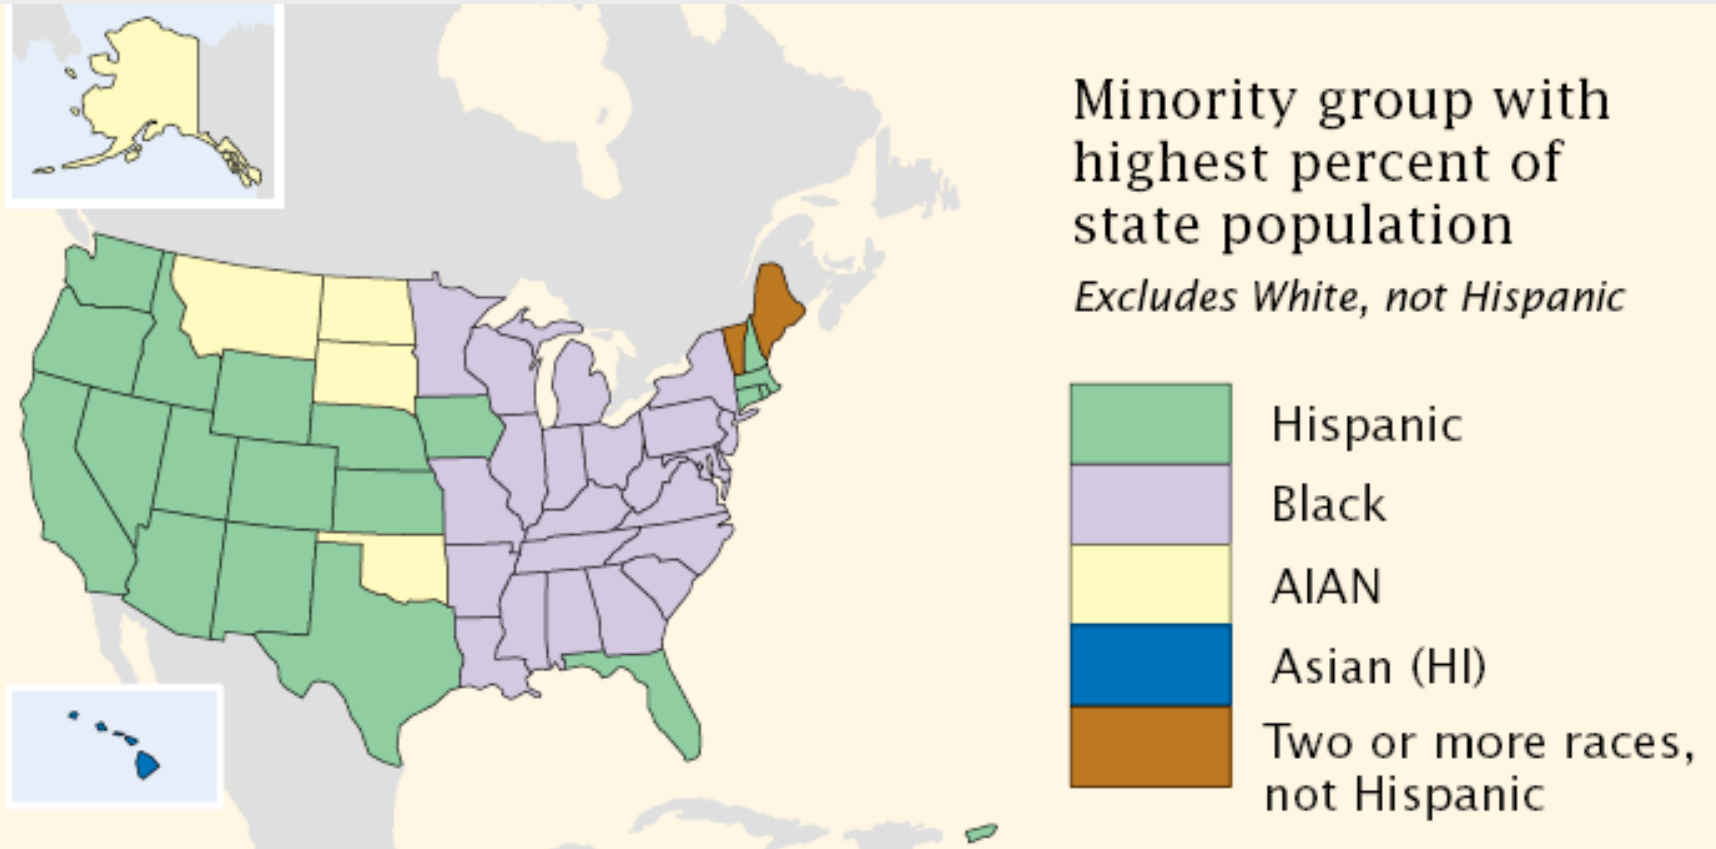 Minority group with
highest percent of
state population
Excludes White, not Hispanic
Hispanic
Black
AIAN
Asian (HI)
Two or more races,
not Hispanic